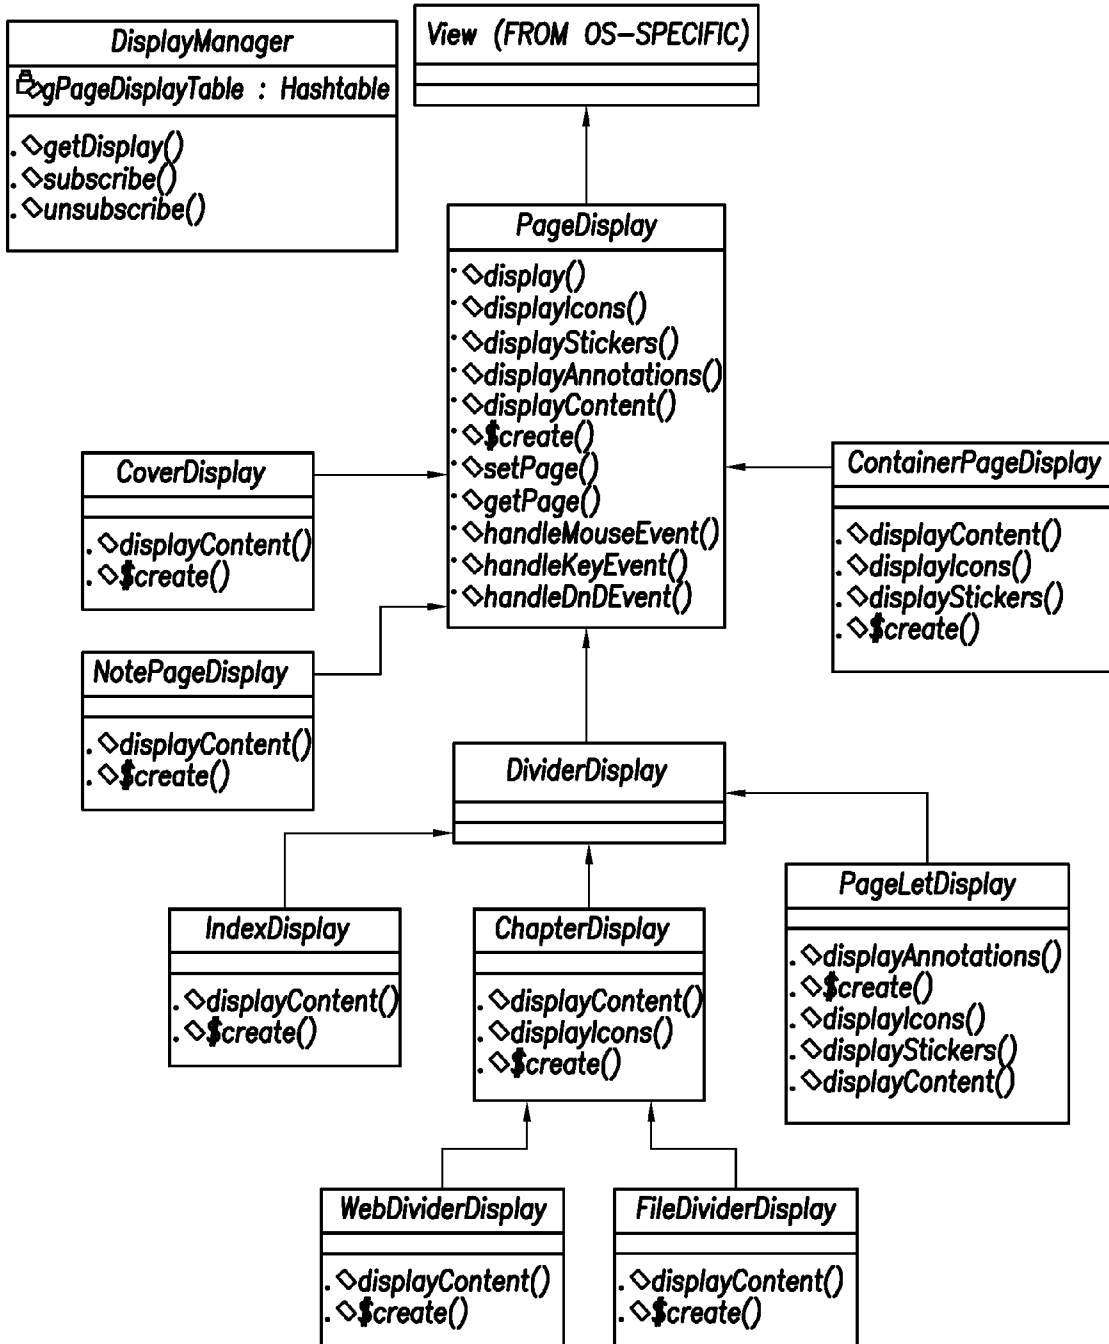 DisplayManager
gPageDisplayTable : Hashtable
getDisplay()
subscribe()
unsubscribe()
View (FROM OS-SPECIFIC)
PageDisplay
display()
displayIcons()
displayStickers()
displayAnnotations()
displayContent()
$create()
setPage()
getPage()
handleMouseEvent()
handleKeyEvent()
handleDnDEvent()
CoverDisplay
displayContent()
$create()
ContainerPageDisplay
displayContent()
displayIcons()
displayStickers()
$create()
NotePageDisplay
displayContent()
$create()
DividerDisplay
IndexDisplay
displayContent()
$create()
ChapterDisplay
displayContent()
displayIcons()
$create()
PageLetDisplay
displayAnnotations()
$create()
displayIcons()
displayStickers()
displayContent()
WebDividerDisplay
displayContent()
$create()
FileDividerDisplay
displayContent()
$create()